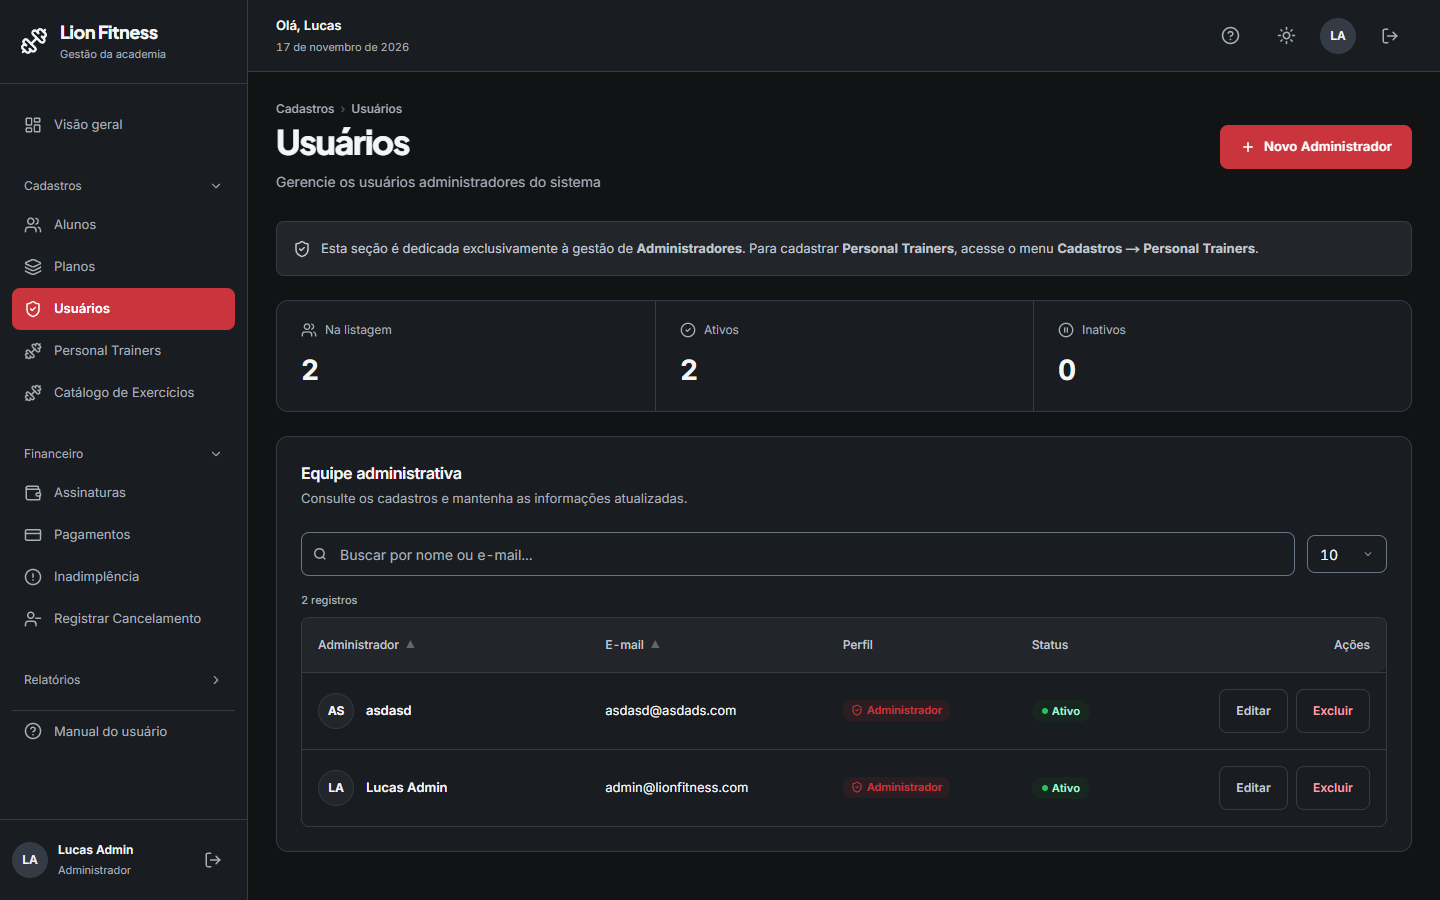 Lion Fitness
Gestão da academia
Visão geral
Cadastros
Alunos
Planos
Usuários
Personal Trainers
Catálogo de Exercícios
Financeiro
Assinaturas
Pagamentos
Inadimplência
Registrar Cancelamento
Relatórios
Manual do usuário
LA
Lucas Admin
Administrador
Olá, Lucas
17 de novembro de 2026
LA
Cadastros › Usuários
Usuários
Gerencie os usuários administradores do sistema
+ Novo Administrador
Esta seção é dedicada exclusivamente à gestão de Administradores. Para cadastrar Personal Trainers, acesse o menu Cadastros → Personal Trainers.
Na listagem
2
Ativos
2
Inativos
0
Equipe administrativa
Consulte os cadastros e mantenha as informações atualizadas.
Buscar por nome ou e-mail...
10
2 registros
Administrador ▲ E-mail ▲ Perfil Status Ações
AS asdasd asdasd@asdads.com Administrador Ativo Editar Excluir
LA Lucas Admin admin@lionfitness.com Administrador Ativo Editar Excluir